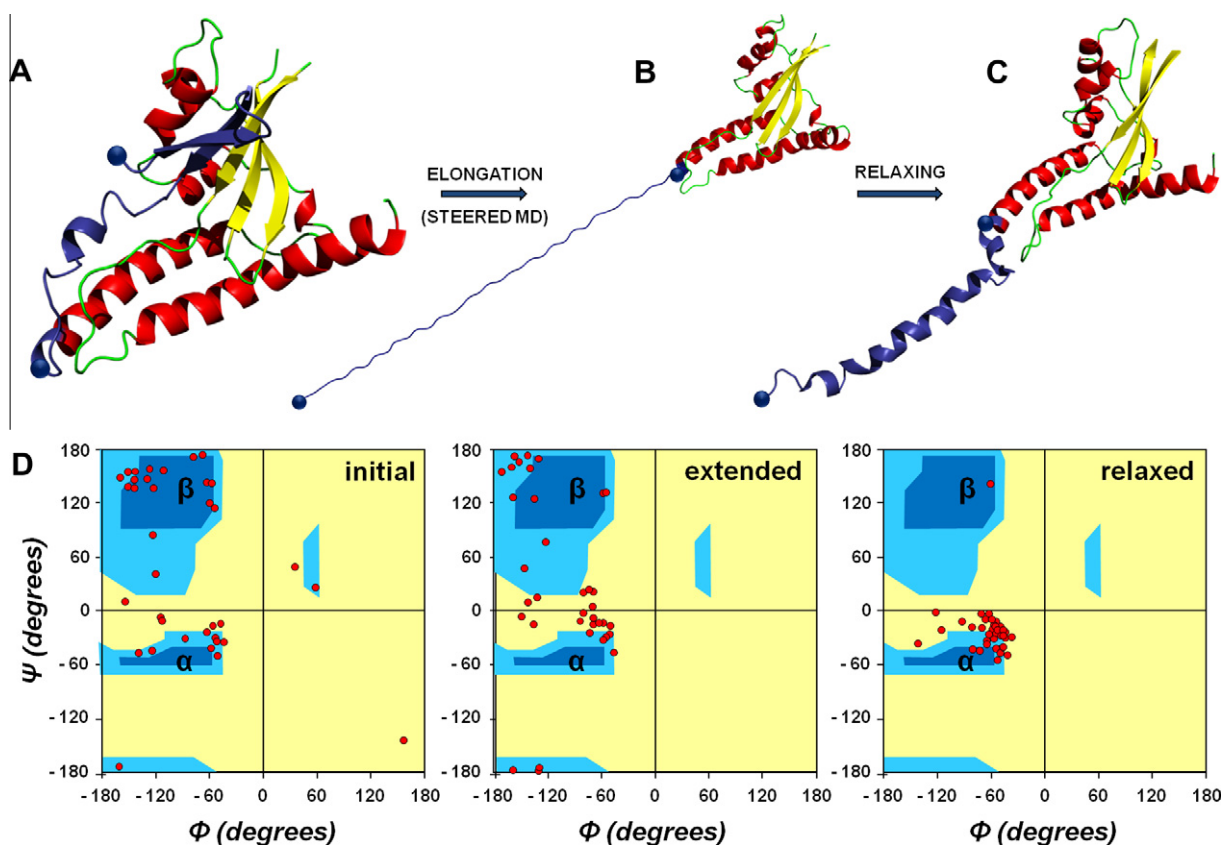 A
B
C
ELONGATION
(STEERED MD)
RELAXING
D
initial
extended
relaxed
β
β
β
α
α
α
180
120
60
0
- 60
- 120
- 180
180
120
60
0
- 60
- 120
- 180
180
120
60
0
- 60
- 120
- 180
Ψ (degrees)
- 180 - 120 - 60 0 60 120 180
- 180 - 120 - 60 0 60 120 180
- 180 - 120 - 60 0 60 120 180
Φ (degrees)
Φ (degrees)
Φ (degrees)